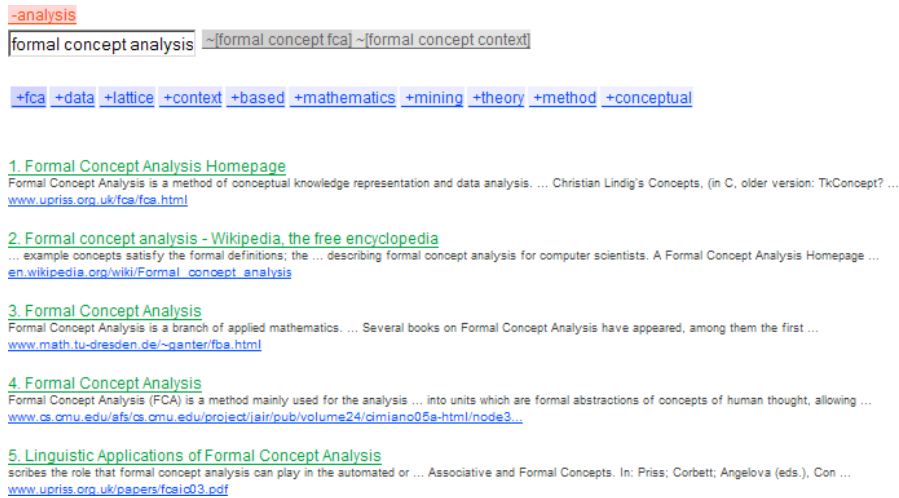 -analysis
formal concept analysis ~[formal concept fca] ~[formal concept context]
+fca +data +lattice +context +based +mathematics +mining +theory +method +conceptual
1. Formal Concept Analysis Homepage
Formal Concept Analysis is a method of conceptual knowledge representation and data analysis. ... Christian Lindig's Concepts, (in C, older version: TkConcept? ...
www.upriss.org.uk/fca/fca.html
2. Formal concept analysis - Wikipedia, the free encyclopedia
... example concepts satisfy the formal definitions; the ... describing formal concept analysis for computer scientists. A Formal Concept Analysis Homepage ...
en.wikipedia.org/wiki/Formal_concept_analysis
3. Formal Concept Analysis
Formal Concept Analysis is a branch of applied mathematics. ... Several books on Formal Concept Analysis have appeared, among them the first ...
www.math.tu-dresden.de/~ganter/fba.html
4. Formal Concept Analysis
Formal Concept Analysis (FCA) is a method mainly used for the analysis ... into units which are formal abstractions of concepts of human thought, allowing ...
www.cs.cmu.edu/afs/cs.cmu.edu/project/jair/pub/volume24/cimiano05a-html/node3...
5. Linguistic Applications of Formal Concept Analysis
scribes the role that formal concept analysis can play in the automated or ... Associative and Formal Concepts. In: Priss; Corbett; Angelova (eds.), Con ...
www.upriss.org.uk/papers/fcaic03.pdf